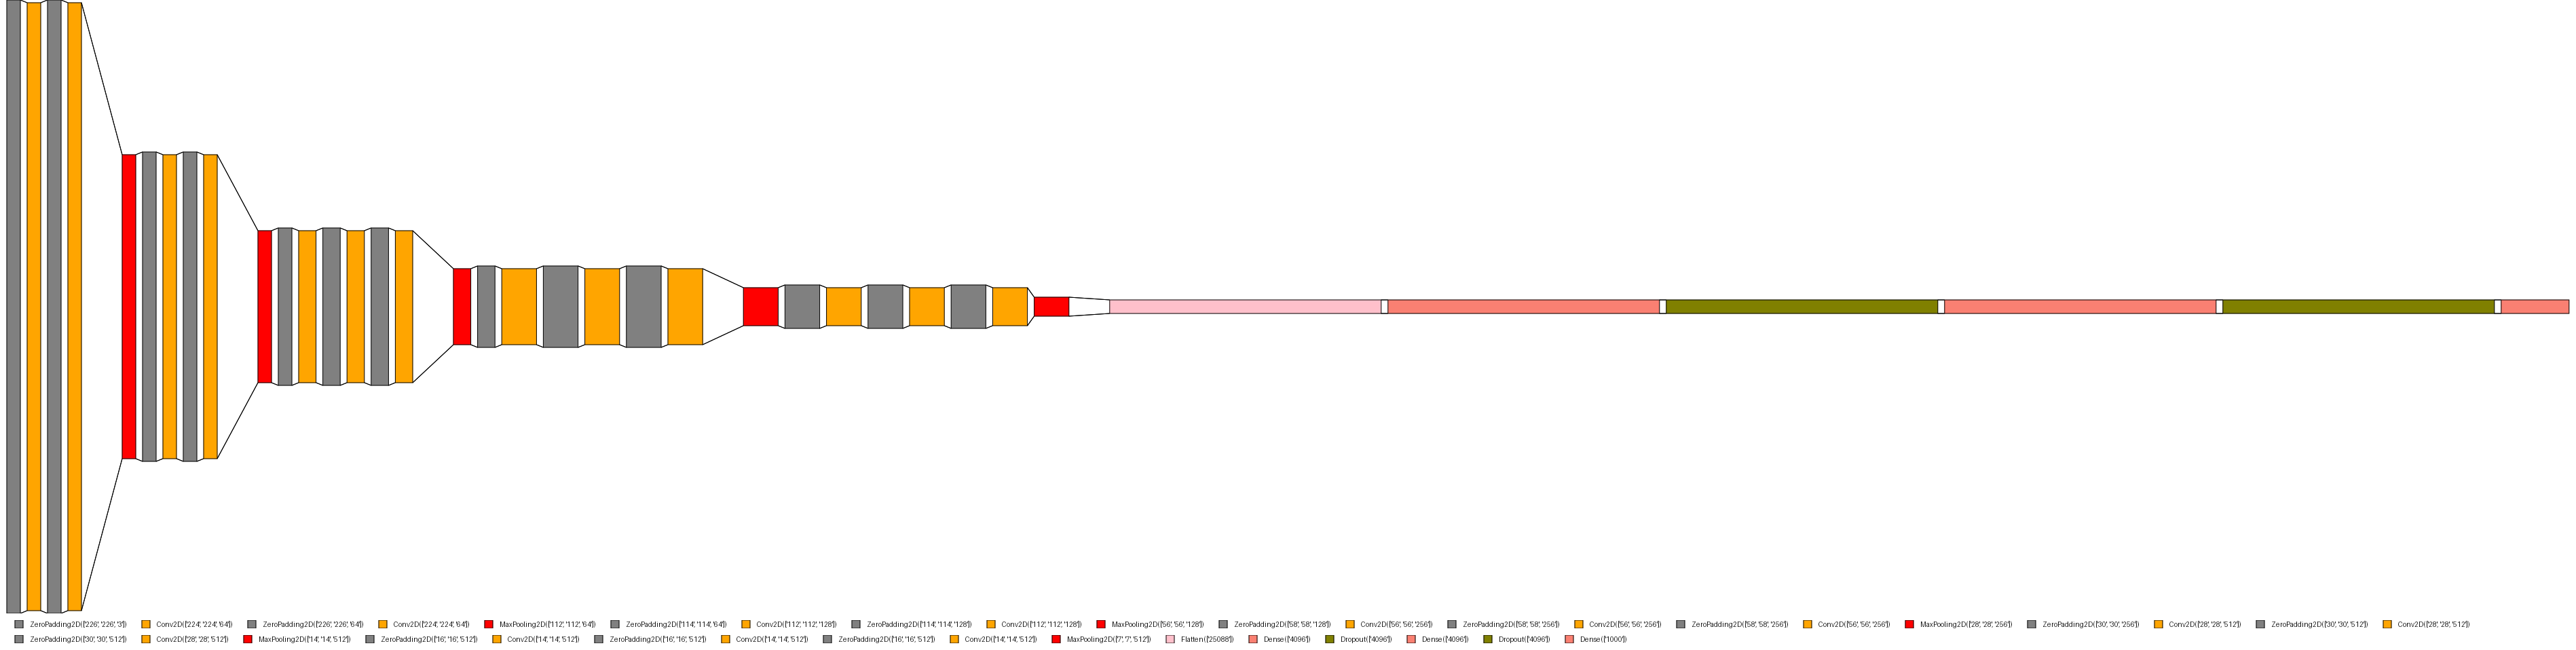 ZeroPadding2D(['226', '226', '3']) Conv2D(['224', '224', '64']) ZeroPadding2D(['226', '226', '64']) Conv2D(['224', '224', '64']) MaxPooling2D(['112', '112', '64']) ZeroPadding2D(['114', '114', '64']) Conv2D(['112', '112', '128']) ZeroPadding2D(['114', '114', '128']) Conv2D(['112', '112', '128']) MaxPooling2D(['56', '56', '128']) ZeroPadding2D(['58', '58', '128']) Conv2D(['56', '56', '256']) ZeroPadding2D(['58', '58', '256']) Conv2D(['56', '56', '256']) ZeroPadding2D(['58', '58', '256']) Conv2D(['56', '56', '256']) MaxPooling2D(['28', '28', '256']) ZeroPadding2D(['30', '30', '256']) Conv2D(['28', '28', '512']) ZeroPadding2D(['30', '30', '512']) Conv2D(['28', '28', '512'])
ZeroPadding2D(['30', '30', '512']) Conv2D(['28', '28', '512']) MaxPooling2D(['14', '14', '512']) ZeroPadding2D(['16', '16', '512']) Conv2D(['14', '14', '512']) ZeroPadding2D(['16', '16', '512']) Conv2D(['14', '14', '512']) ZeroPadding2D(['16', '16', '512']) Conv2D(['14', '14', '512']) MaxPooling2D(['7', '7', '512']) Flatten(['25088']) Dense(['4096']) Dropout(['4096']) Dense(['4096']) Dropout(['4096']) Dense(['1000'])